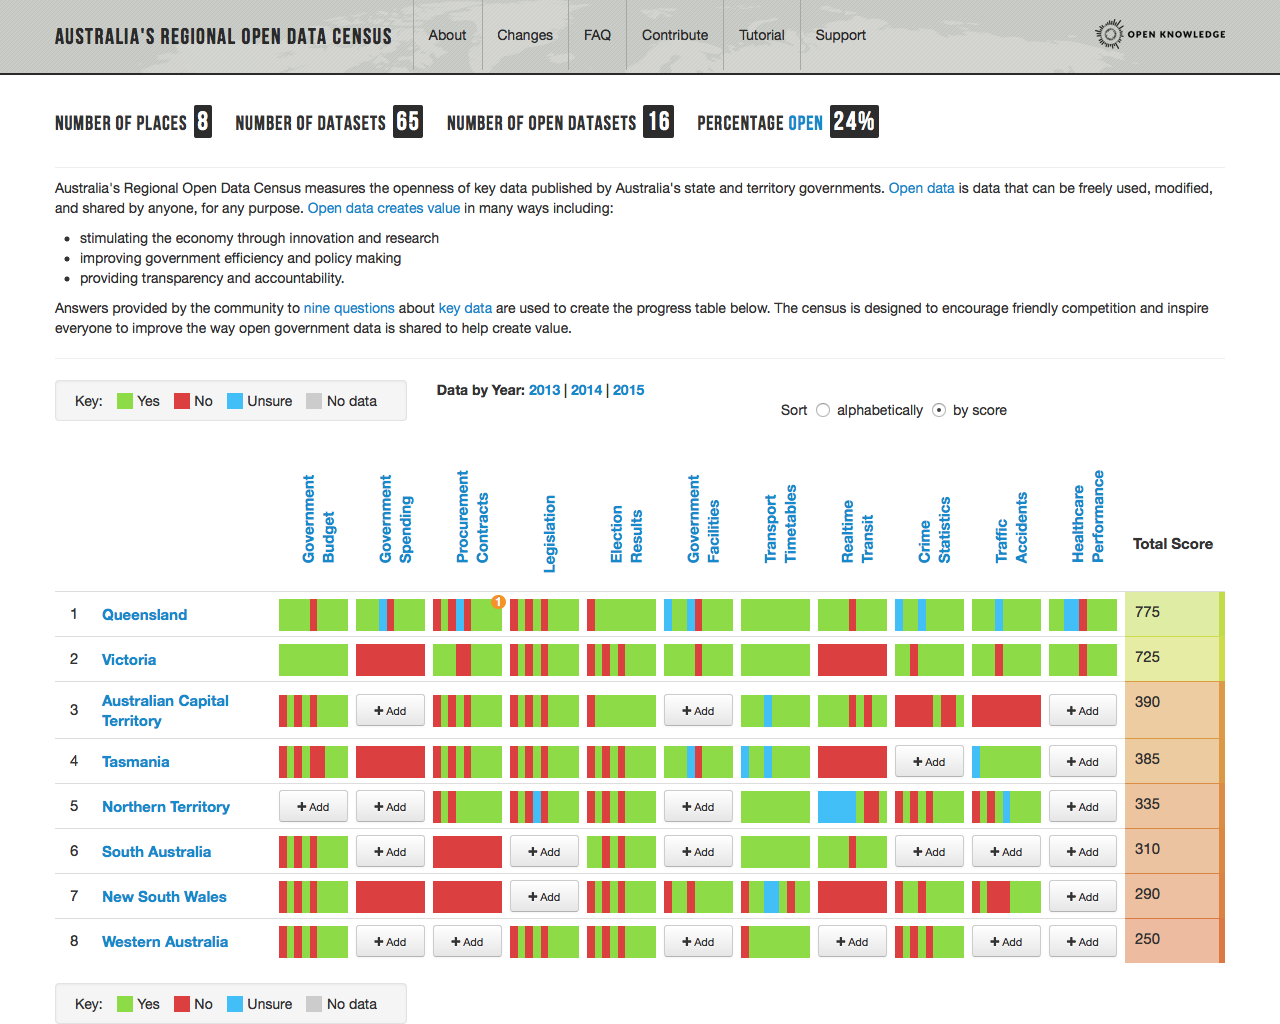 AUSTRALIA'S REGIONAL OPEN DATA CENSUS
About
Changes
FAQ
Contribute
Tutorial
Support
OPEN KNOWLEDGE
NUMBER OF PLACES 8
NUMBER OF DATASETS 65
NUMBER OF OPEN DATASETS 16
PERCENTAGE OPEN 24%
Australia's Regional Open Data Census measures the openness of key data published by Australia's state and territory governments. Open data is data that can be freely used, modified,
and shared by anyone, for any purpose. Open data creates value in many ways including:
• stimulating the economy through innovation and research
• improving government efficiency and policy making
• providing transparency and accountability.
Answers provided by the community to nine questions about key data are used to create the progress table below. The census is designed to encourage friendly competition and inspire
everyone to improve the way open government data is shared to help create value.
Key: Yes No Unsure No data
Data by Year: 2013 | 2014 | 2015
Sort alphabetically by score
Government
Budget
Government
Spending
Procurement
Contracts
Legislation
Election
Results
Government
Facilities
Transport
Timetables
Realtime
Transit
Crime
Statistics
Traffic
Accidents
Healthcare
Performance
Total Score
1 Queensland 1 775
2 Victoria 725
3 Australian Capital
Territory + Add + Add + Add 390
4 Tasmania + Add + Add 385
5 Northern Territory + Add + Add + Add + Add 335
6 South Australia + Add + Add + Add + Add + Add + Add 310
7 New South Wales + Add + Add 290
8 Western Australia + Add + Add + Add + Add + Add + Add 250
Key: Yes No Unsure No data